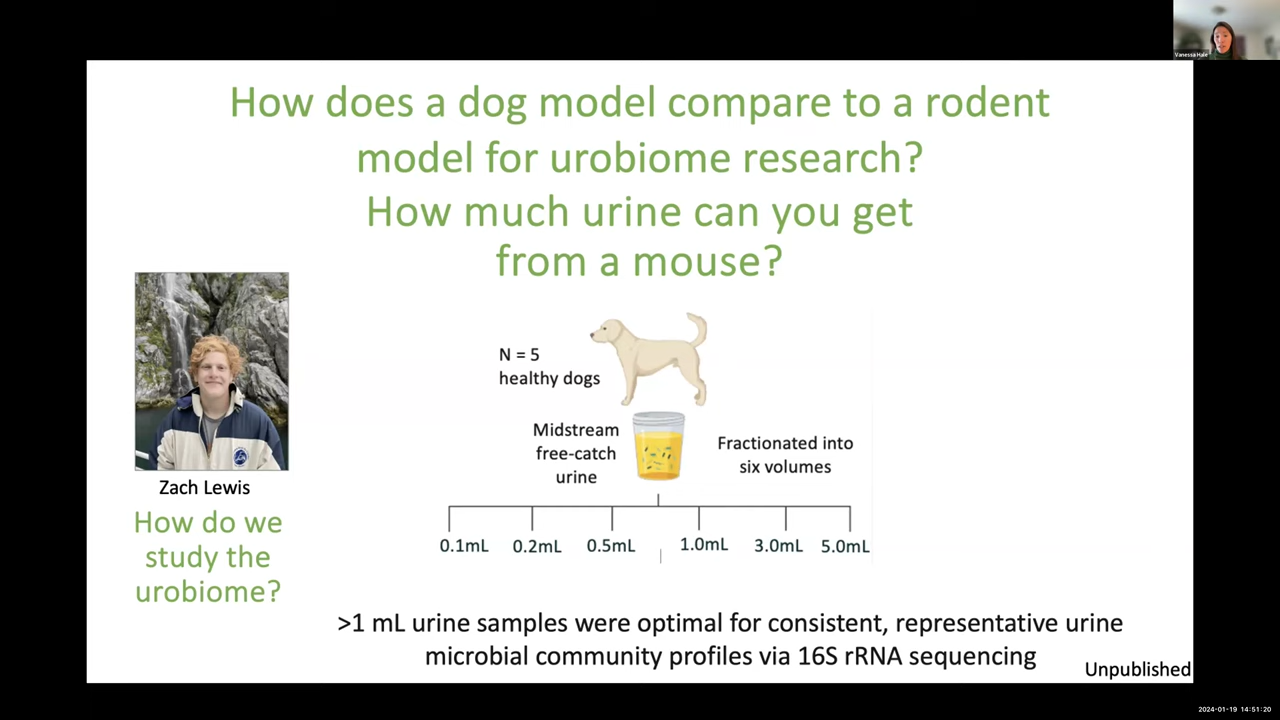 Vanessa Hale
How does a dog model compare to a rodent
model for urobiome research?
How much urine can you get
from a mouse?
N = 5
healthy dogs
Midstream
free-catch
urine
Fractionated into
six volumes
0.1mL 0.2mL 0.5mL 1.0mL 3.0mL 5.0mL
Zach Lewis
How do we
study the
urobiome?
>1 mL urine samples were optimal for consistent, representative urine
microbial community profiles via 16S rRNA sequencing
Unpublished
2024-01-19 14:51:20